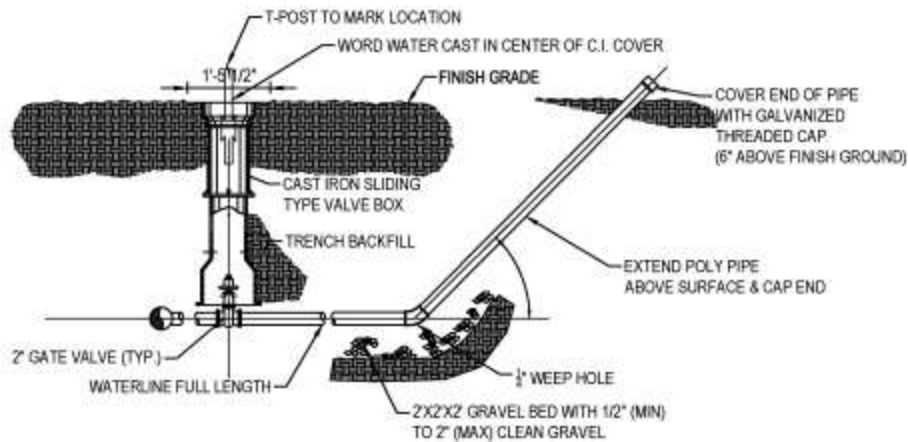 T-POST TO MARK LOCATION
WORD WATER CAST IN CENTER OF C.I. COVER
1'-5 1/2"
FINISH GRADE
COVER END OF PIPE
WITH GALVANIZED
THREADED CAP
(6" ABOVE FINISH GROUND)
CAST IRON SLIDING
TYPE VALVE BOX
TRENCH BACKFILL
EXTEND POLY PIPE
ABOVE SURFACE & CAP END
2" GATE VALVE (TYP.)
WATERLINE FULL LENGTH
WEEP HOLE
2'X2'X2' GRAVEL BED WITH 1/2" (MIN)
TO 2" (MAX) CLEAN GRAVEL